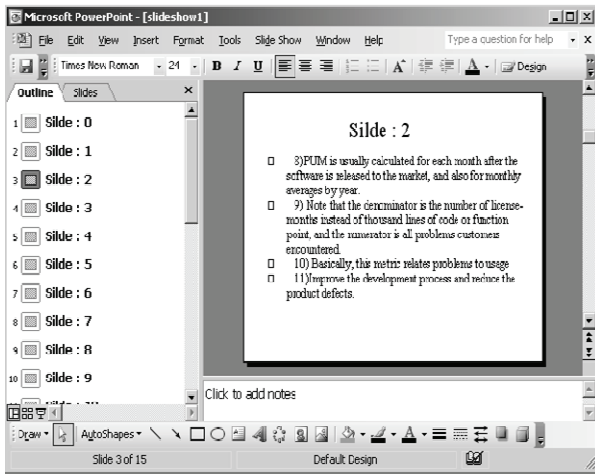 Microsoft PowerPoint - [slideshow1]
File Edit View Insert Format Tools Slide Show Window Help Type a question for help
Times New Roman 24 B I U A A Design
Outline Slides
1 Silde : 0
2 Silde : 1
3 Silde : 2
4 Silde : 3
5 Silde : 4
6 Silde : 5
7 Silde : 6
8 Silde : 7
9 Silde : 8
10 Silde : 9
Silde : 2
8)PUM is usually calculated for each month after the
software is released to the market, and also for monthly
averages by year.
9) Note that the denominator is the number of license-
months instead of thousand lines of code or function
point, and the numerator is all problems customers
encountered.
10) Basically, this metric relates problems to usage
11)Improve the development process and reduce the
product defects.
Click to add notes
Draw AutoShapes A
Slide 3 of 15 Default Design